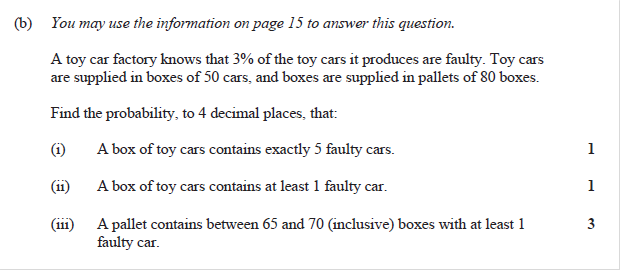 (b) You may use the information on page 15 to answer this question.
A toy car factory knows that 3% of the toy cars it produces are faulty. Toy cars
are supplied in boxes of 50 cars, and boxes are supplied in pallets of 80 boxes.
Find the probability, to 4 decimal places, that:
(i) A box of toy cars contains exactly 5 faulty cars. 1
(ii) A box of toy cars contains at least 1 faulty car. 1
(iii) A pallet contains between 65 and 70 (inclusive) boxes with at least 1 3
faulty car.